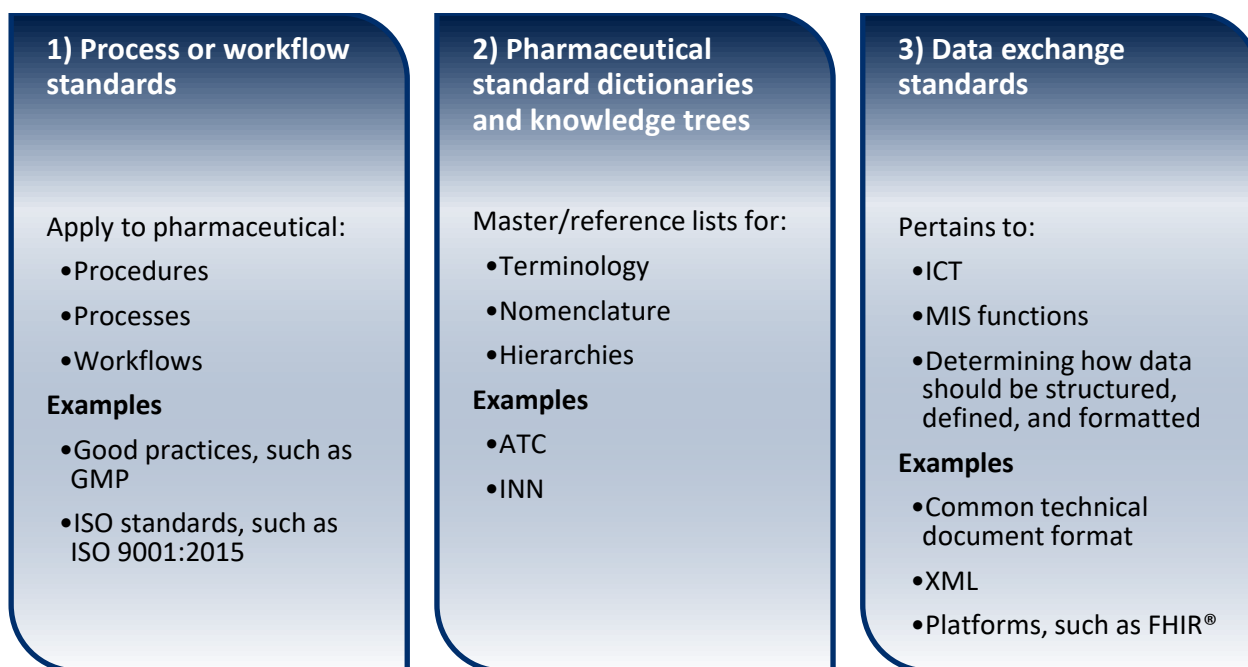 1) Process or workflow
standards
Apply to pharmaceutical:
•Procedures
•Processes
•Workflows
Examples
•Good practices, such as
GMP
•ISO standards, such as
ISO 9001:2015
2) Pharmaceutical
standard dictionaries
and knowledge trees
Master/reference lists for:
•Terminology
•Nomenclature
•Hierarchies
Examples
•ATC
•INN
3) Data exchange
standards
Pertains to:
•ICT
•MIS functions
•Determining how data
should be structured,
defined, and formatted
Examples
•Common technical
document format
•XML
•Platforms, such as FHIR®